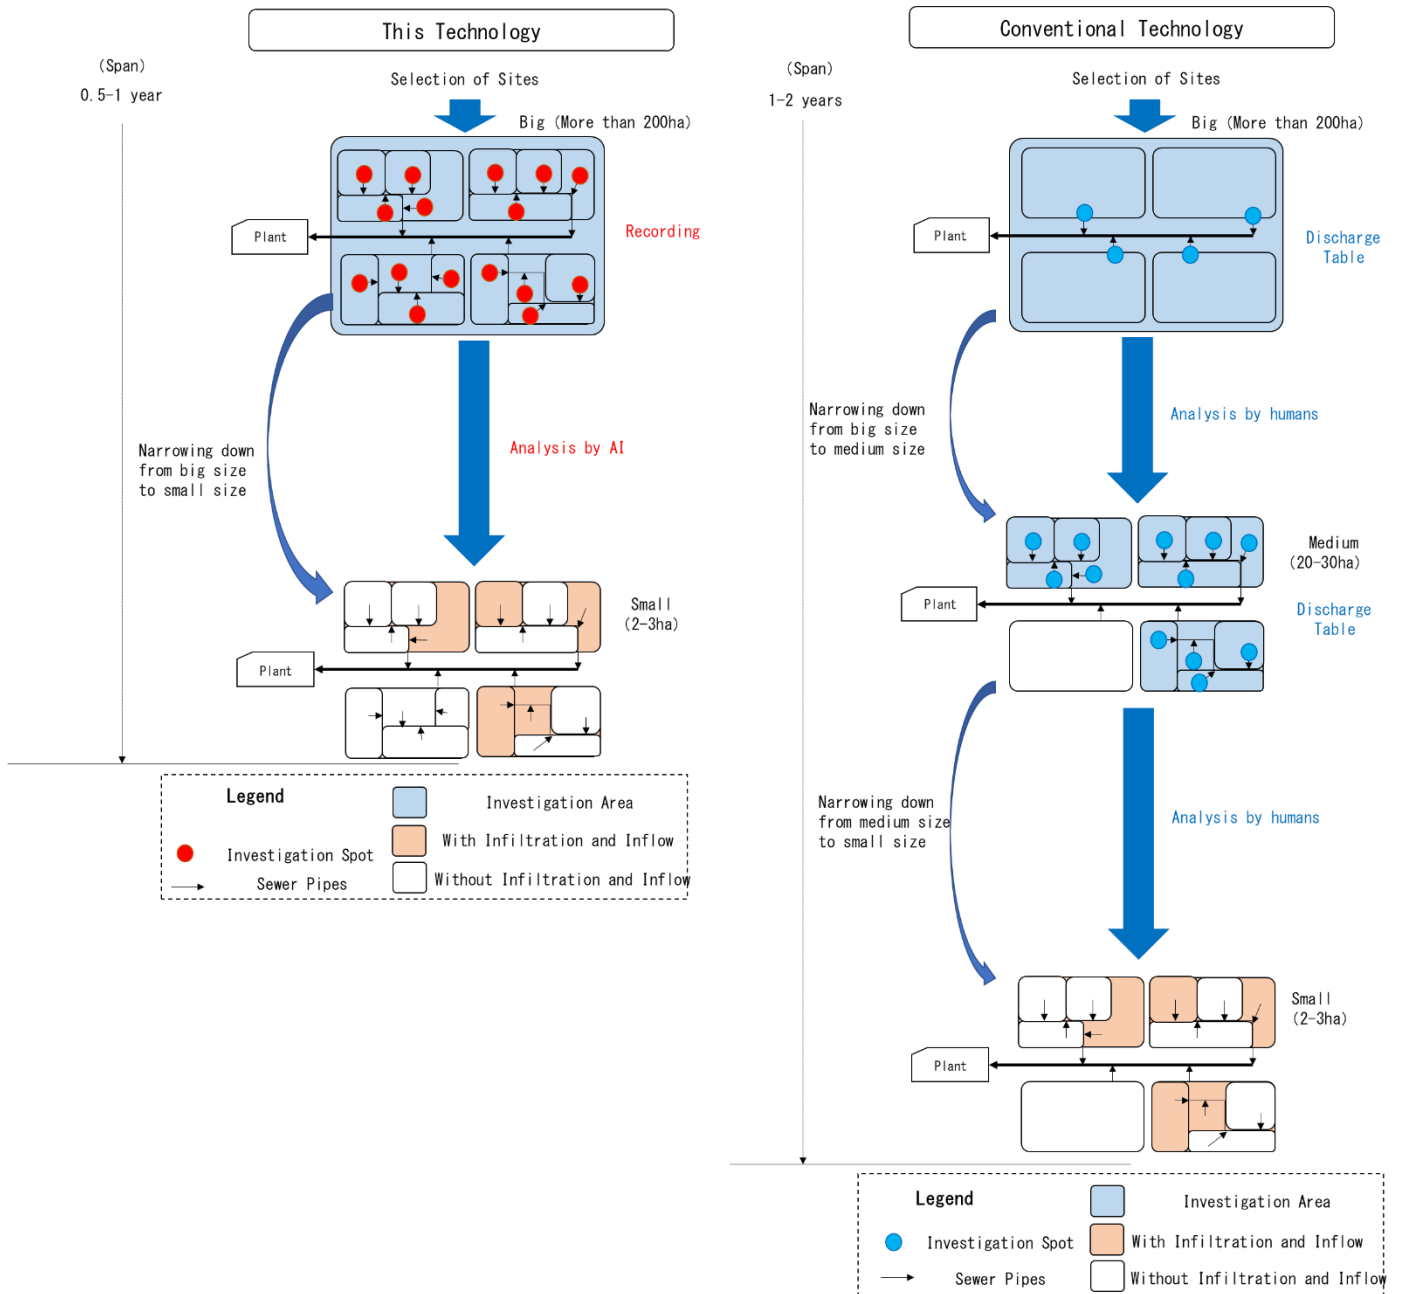 This Technology
(Span)
0.5-1 year
Selection of Sites
Big (More than 200ha)
Plant
Recording
Narrowing down
from big size
to small size
Analysis by AI
Small
(2-3ha)
Plant
Legend
Investigation Spot
Sewer Pipes
Investigation Area
With Infiltration and Inflow
Without Infiltration and Inflow
Conventional Technology
(Span)
1-2 years
Selection of Sites
Big (More than 200ha)
Plant
Discharge
Table
Narrowing down
from big size
to medium size
Analysis by humans
Medium
(20-30ha)
Plant
Discharge
Table
Narrowing down
from medium size
to small size
Analysis by humans
Small
(2-3ha)
Plant
Legend
Investigation Spot
Sewer Pipes
Investigation Area
With Infiltration and Inflow
Without Infiltration and Inflow